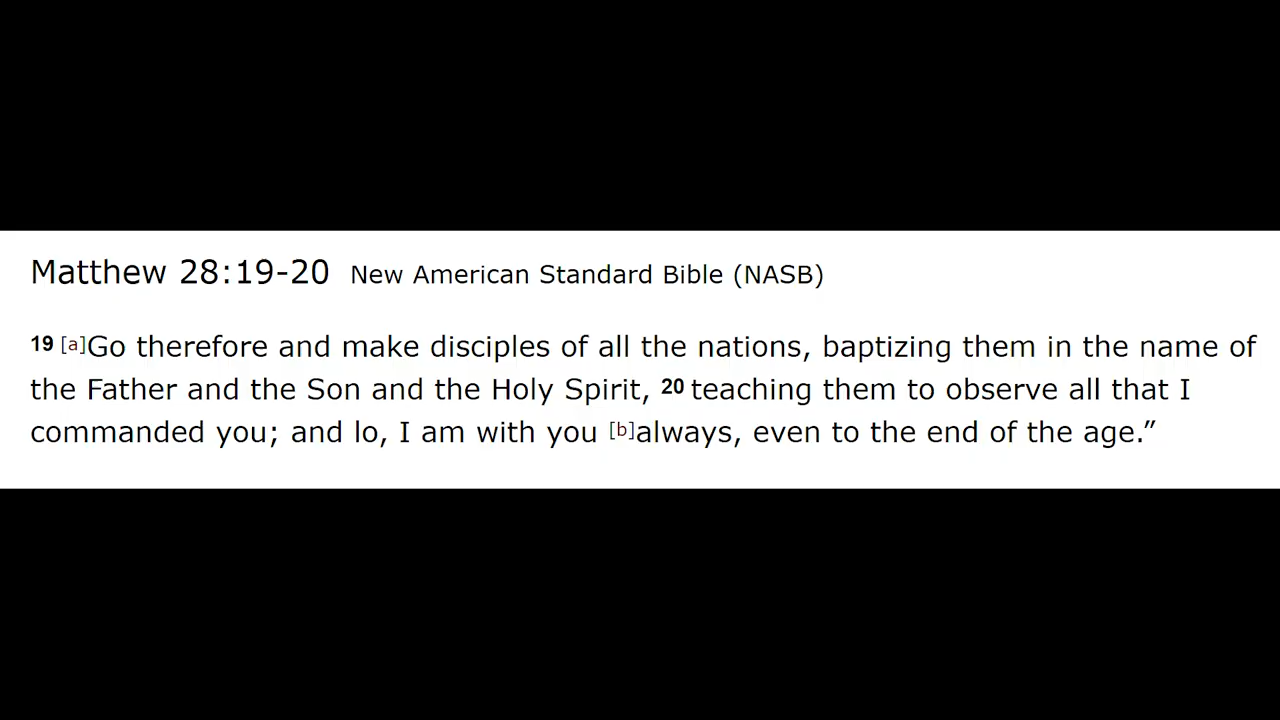 Matthew 28:19-20 New American Standard Bible (NASB)
19 [a]Go therefore and make disciples of all the nations, baptizing them in the name of
the Father and the Son and the Holy Spirit, 20 teaching them to observe all that I
commanded you; and lo, I am with you [b]always, even to the end of the age.”